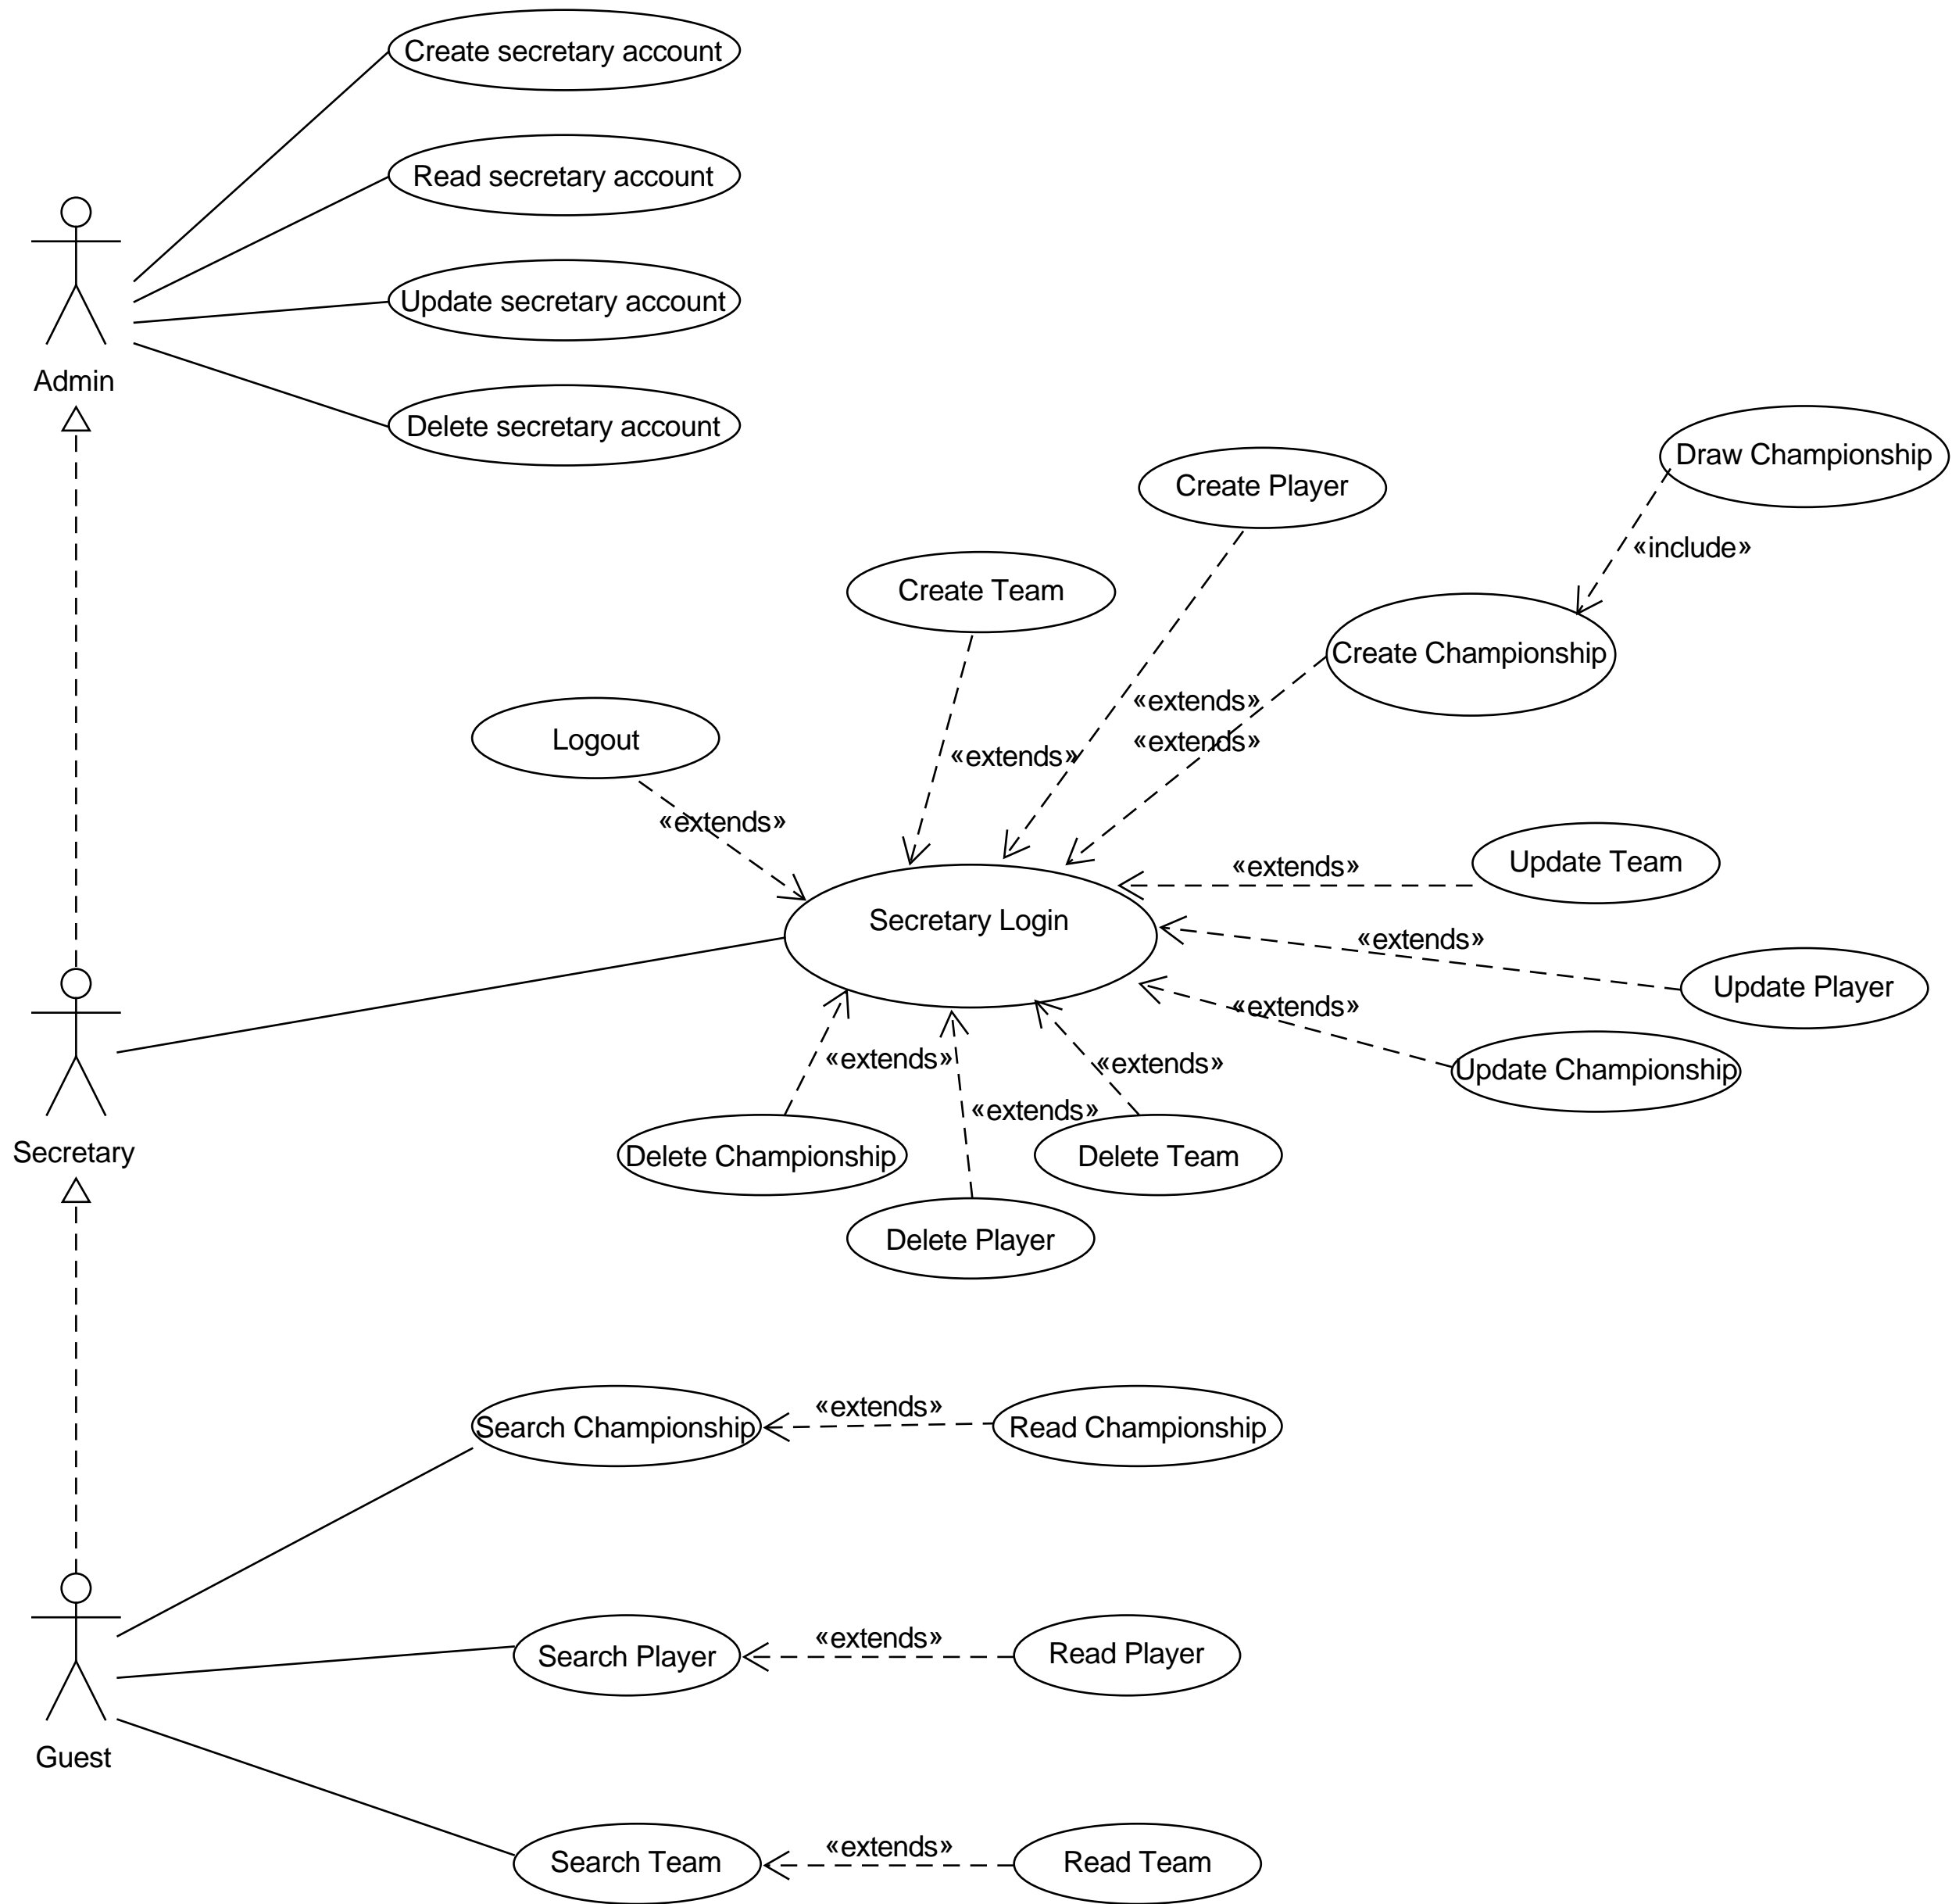 Create secretary account
Read secretary account
Update secretary account
Admin
Delete secretary account
Draw Championship
Create Player
«include»
Create Team
Create Championship
«extends»
Logout
«extends»
«extends»
«extends»
Update Team
«extends»
Secretary Login
«extends»
Update Player
«extends»
«extends»
«extends»
Update Championship
«extends»
Secretary
Delete Championship
Delete Team
Delete Player
Search Championship
«extends»
Read Championship
Search Player
«extends»
Read Player
Guest
Search Team
«extends»
Read Team